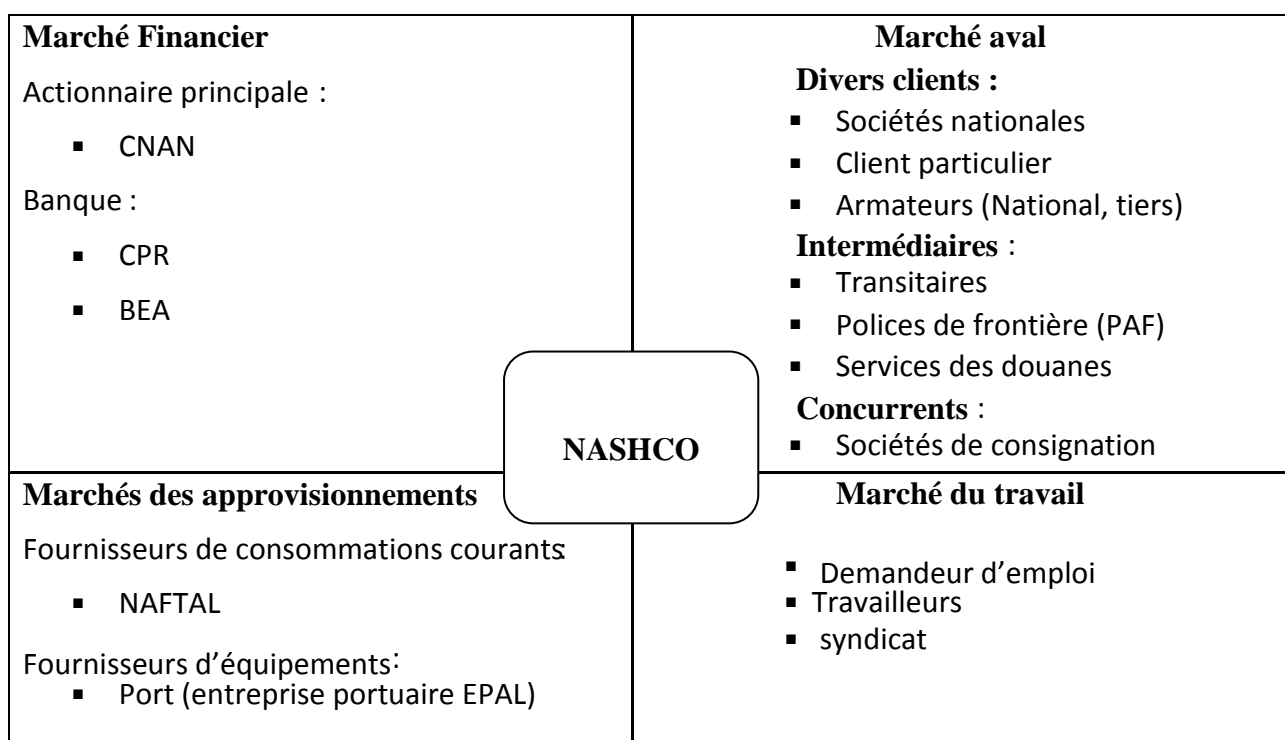 Marché Financier
Actionnaire principale :
▪ CNAN
Banque :
▪ CPR
▪ BEA
Marché aval
Divers clients :
▪ Sociétés nationales
▪ Client particulier
▪ Armateurs (National, tiers)
Intermédiaires :
▪ Transitaires
▪ Polices de frontière (PAF)
▪ Services des douanes
Concurrents :
▪ Sociétés de consignation
NASHCO
Marchés des approvisionnements
Fournisseurs de consommations courants:
▪ NAFTAL
Fournisseurs d’équipements:
▪ Port (entreprise portuaire EPAL)
Marché du travail
▪ Demandeur d’emploi
▪ Travailleurs
▪ syndicat